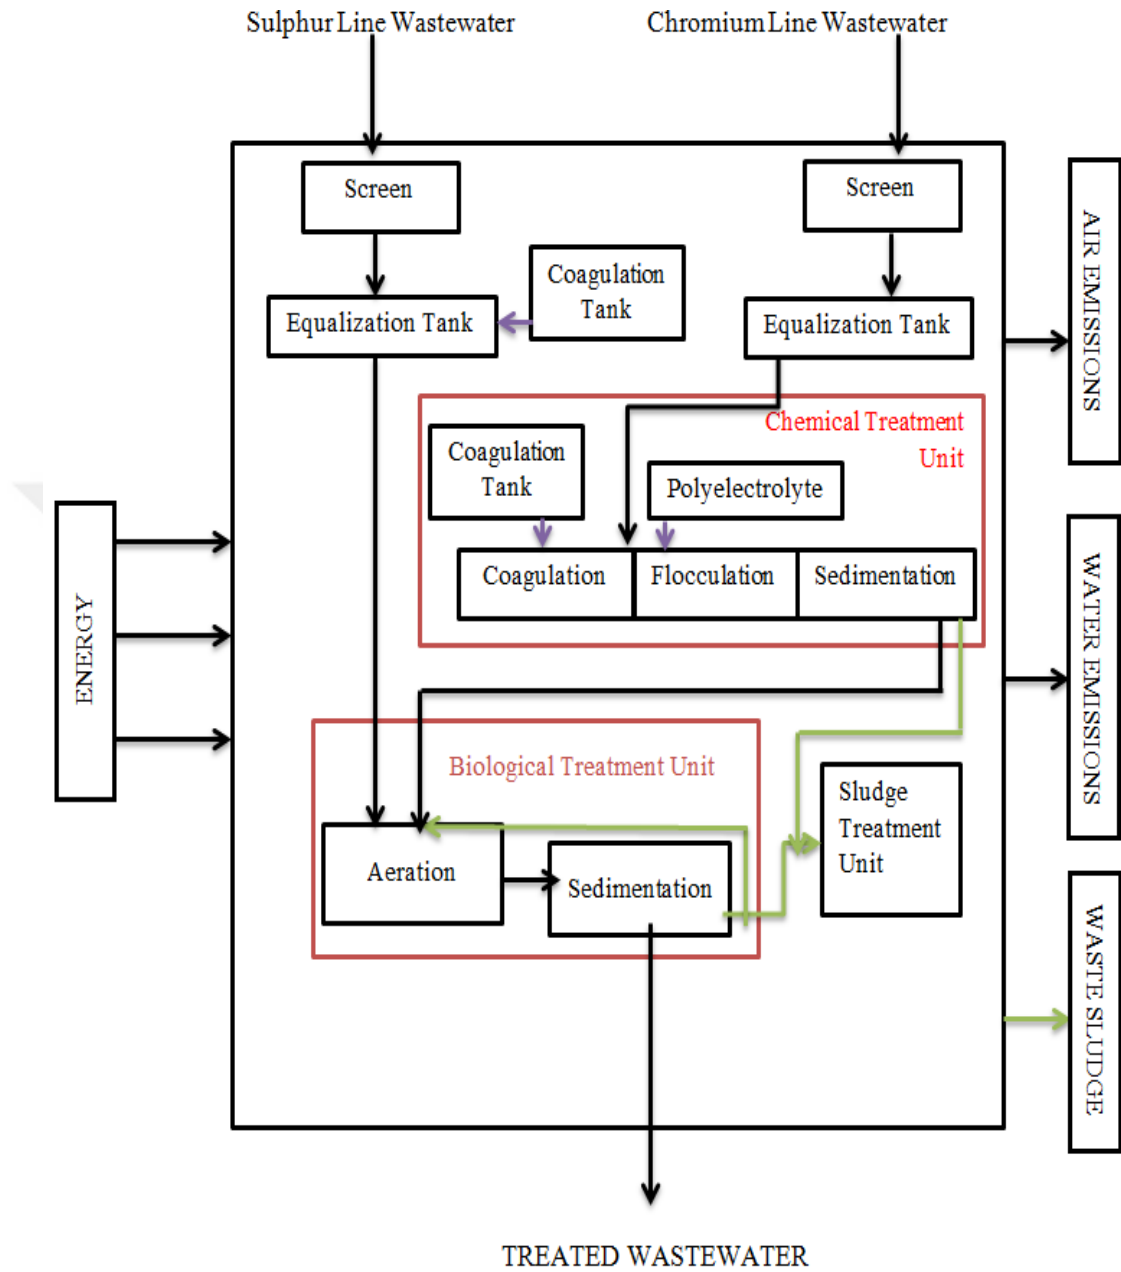 Sulphur Line Wastewater
Chromium Line Wastewater
Screen
Screen
Coagulation
Tank
Equalization Tank
Equalization Tank
Chemical Treatment
Unit
Coagulation
Tank
Polyelectrolyte
Coagulation
Flocculation
Sedimentation
Biological Treatment Unit
Sludge
Treatment
Unit
Aeration
Sedimentation
ENERGY
AIR EMISSIONS
WATER EMISSIONS
WASTE SLUDGE
TREATED WASTEWATER